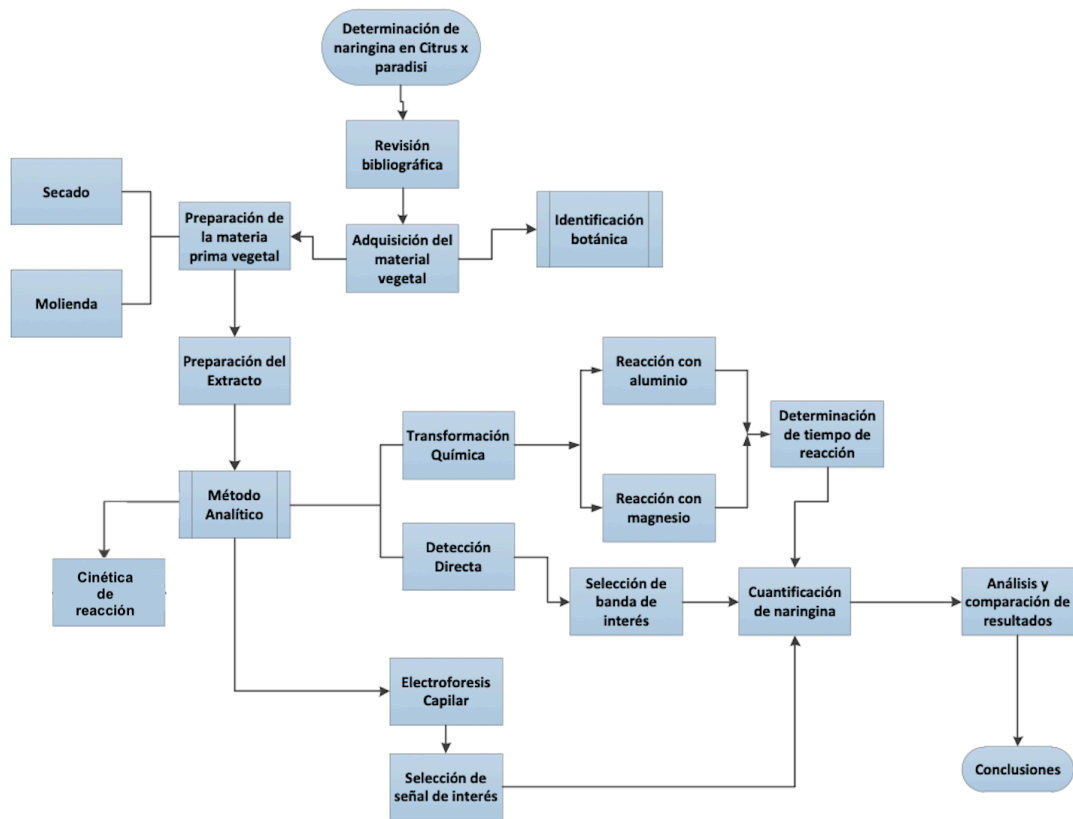 Determinación de
naringina en Citrus x
paradisi
Revisión
bibliográfica
Secado
Preparación de
la materia
prima vegetal
Adquisición del
material
vegetal
Identificación
botánica
Molienda
Preparación del
Extracto
Reacción con
aluminio
Transformación
Química
Determinación
de tiempo de
reacción
Método
Analítico
Reacción con
magnesio
Detección
Directa
Cinética
de
reacción
Selección de
banda de
interés
Cuantificación
de naringina
Análisis y
comparación de
resultados
Electroforesis
Capilar
Selección de
señal de interés
Conclusiones